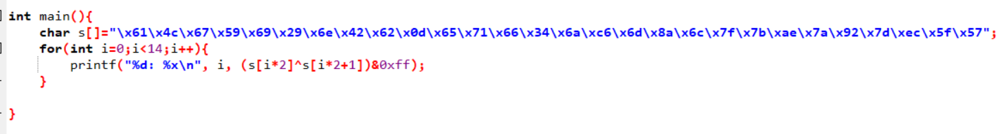 int main(){
char s[]="\x61\x4c\x67\x59\x69\x29\x6e\x42\x62\x0d\x65\x71\x66\x34\x6a\xc6\x6d\x8a\x6c\x7f\x7b\xae\x7a\x92\x7d\xec\x5f\x57";
for(int i=0;i<14;i++){
printf("%d: %x\n", i, (s[i*2]^s[i*2+1])&0xff);
}
}